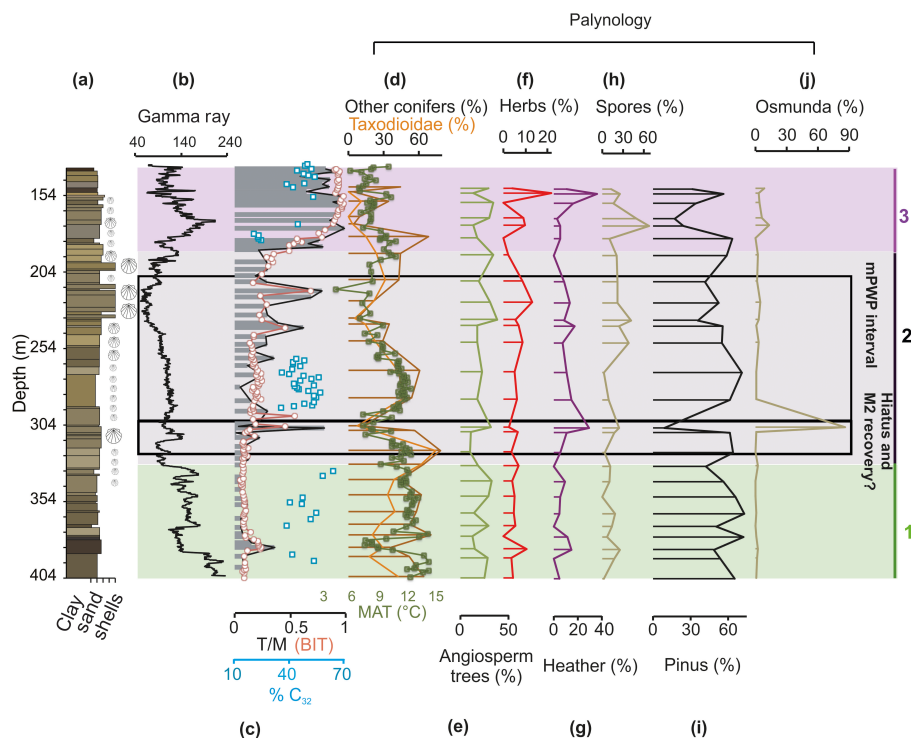 Palynology
(a)
(b)
(d)
(f)
(h)
(j)
Gamma ray
Other conifers (%)
Herbs (%)
Spores (%)
Osmunda (%)
Taxodioidae (%)
40
240
0
60
0
20
0
60
0
30
60
90
140
30
10
30
154
204
254
304
354
404
Depth (m)
3
2
1
mPWP interval
Hiatus and
M2 recovery?
Clay
sand
shells
3
6
9
12
15
MAT (°C)
0
0.5
1
T/M (BIT)
10
40
70
% C32
0
50
Angiosperm
trees (%)
0
20
40
Heather (%)
0
30
60
Pinus (%)
(c)
(e)
(g)
(i)